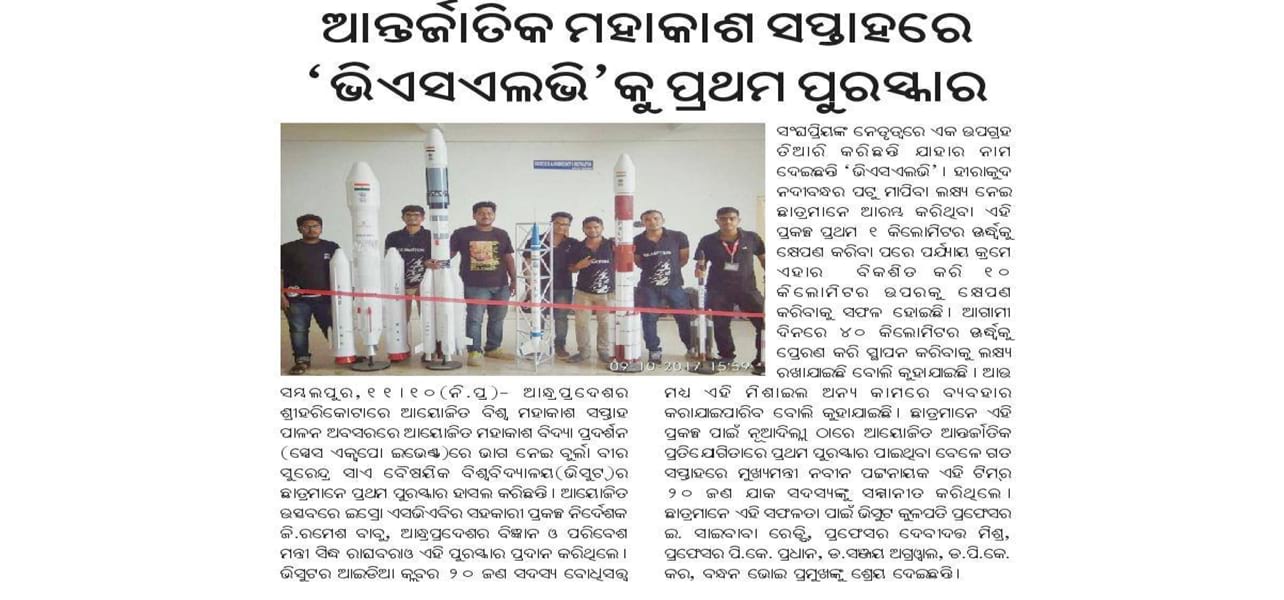 ଆନ୍ତର୍ଜାତିକ ମହାକାଶ ସପ୍ତାହରେ
‘ଭିଏସଏଲଭି’କୁ ପ୍ରଥମ ପୁରସ୍କାର
09.10.2017 15:59
ସମ୍ବଲପୁର,୧୧।୧୦(ନି.ପ୍ର)– ଆନ୍ଧ୍ରପ୍ରଦେଶର
ଶ୍ରୀହରିକୋଟାରେ ଆୟୋଜିତ ବିଶ୍ୱ ମହାକାଶ ସପ୍ତାହ
ପାଳନ ଅବସରରେ ଆୟୋଜିତ ମହାକାଶ ବିଦ୍ୟା ପ୍ରଦର୍ଶନ
(ସ୍ପେସ ଏକ୍ସପୋ ଇଭେଣ୍ଟ)ରେ ଭାଗ ନେଇ ବୁର୍ଲା ବୀର
ସୁରେନ୍ଦ୍ର ସାଏ ବୈଷୟିକ ବିଶ୍ୱବିଦ୍ୟାଳୟ(ଭିସୁଟ)ର
ଛାତ୍ରମାନେ ପ୍ରଥମ ପୁରସ୍କାର ହାସଲ କରିଛନ୍ତି। ଆୟୋଜିତ
ଉତ୍ସବରେ ଇସ୍ରୋ ଏସଭିଏବିର ସହକାରୀ ପ୍ରକଳ୍ପ ନିର୍ଦେଶକ
ଜି.ରମେଶ ବାବୁ, ଆନ୍ଧ୍ରପ୍ରଦେଶର ବିଜ୍ଞାନ ଓ ପରିବେଶ
ମନ୍ତ୍ରୀ ସିଦ୍ଧ ରାଘବରାଓ ଏହି ପୁରସ୍କାର ପ୍ରଦାନ କରିଥିଲେ।
ଭିସୁଟର ଆଇଡିଆ କ୍ଲବର ୨୦ ଜଣ ସଦସ୍ୟ ବୋଧିସତ୍ତ୍ୱ
ସଂଘପ୍ରିୟଙ୍କ ନେତୃତ୍ୱରେ ଏକ ଉପଗ୍ରହ
ତିଆରି କରିଛନ୍ତି ଯାହାର ନାମ
ଦେଇଛନ୍ତି ‘ଭିଏସଏଲଭି’। ହୀରାକୁଦ
ନଦୀବନ୍ଧର ପଟୁ ମାପିବା ଲକ୍ଷ୍ୟ ନେଇ
ଛାତ୍ରମାନେ ଆରମ୍ଭ କରିଥିବା ଏହି
ପ୍ରକଳ୍ପ ପ୍ରଥମ ୧ କିଲୋମିଟର ଊର୍ଦ୍ଧ୍ୱକୁ
କ୍ଷେପଣ କରିବା ପରେ ପର୍ଯ୍ୟାୟ କ୍ରମେ
ଏହାର ବିକଶିତ କରି ୧୦
କିଲୋମିଟର ଉପରକୁ କ୍ଷେପଣ
କରିବାକୁ ସଫଳ ହୋଇଛି। ଆଗାମୀ
ଦିନରେ ୪୦ କିଲୋମିଟର ଊର୍ଦ୍ଧ୍ୱକୁ
ପ୍ରେରଣ କରି ସ୍ଥାପନ କରିବାକୁ ଲକ୍ଷ୍ୟ
ରଖାଯାଇଛି ବୋଲି କୁହାଯାଇଛି। ଆଉ
ମଧ୍ୟ ଏହି ମିଶାଇଲ ଅନ୍ୟ କାମରେ ବ୍ୟବହାର
କରାଯାଇପାରିବ ବୋଲି କୁହାଯାଇଛି। ଛାତ୍ରମାନେ ଏହି
ପ୍ରକଳ୍ପ ପାଇଁ ନୂଆଦିଲ୍ଲୀ ଠାରେ ଆୟୋଜିତ ଆନ୍ତର୍ଜାତିକ
ପ୍ରତିଯୋଗିତାରେ ପ୍ରଥମ ପୁରସ୍କାର ପାଇଥିବା ବେଳେ ଗତ
ସପ୍ତାହରେ ମୁଖ୍ୟମନ୍ତ୍ରୀ ନବୀନ ପଟ୍ଟନାୟକ ଏହି ଟିମ୍‌ର
୨୦ ଜଣ ଯାକ ସଦସ୍ୟଙ୍କୁ ସମ୍ମାନୀତ କରିଥିଲେ।
ଛାତ୍ରମାନେ ଏହି ସଫଳତା ପାଇଁ ଭିସୁଟ କୁଳପତି ପ୍ରଫେସର
ଇ. ସାଇବାବା ରେଡ୍ଡି, ପ୍ରଫେସର ଦେବୀଦତ୍ତ ମିଶ୍ର,
ପ୍ରଫେସର ପି.କେ. ପ୍ରଧାନ, ଡ.ସଞ୍ଜୟ ଅଗ୍ରୱାଲ, ଡ.ପି.କେ.
କର, ବନ୍ଧନ ଭୋଇ ପ୍ରମୁଖଙ୍କୁ ଶ୍ରେୟ ଦେଇଛନ୍ତି।